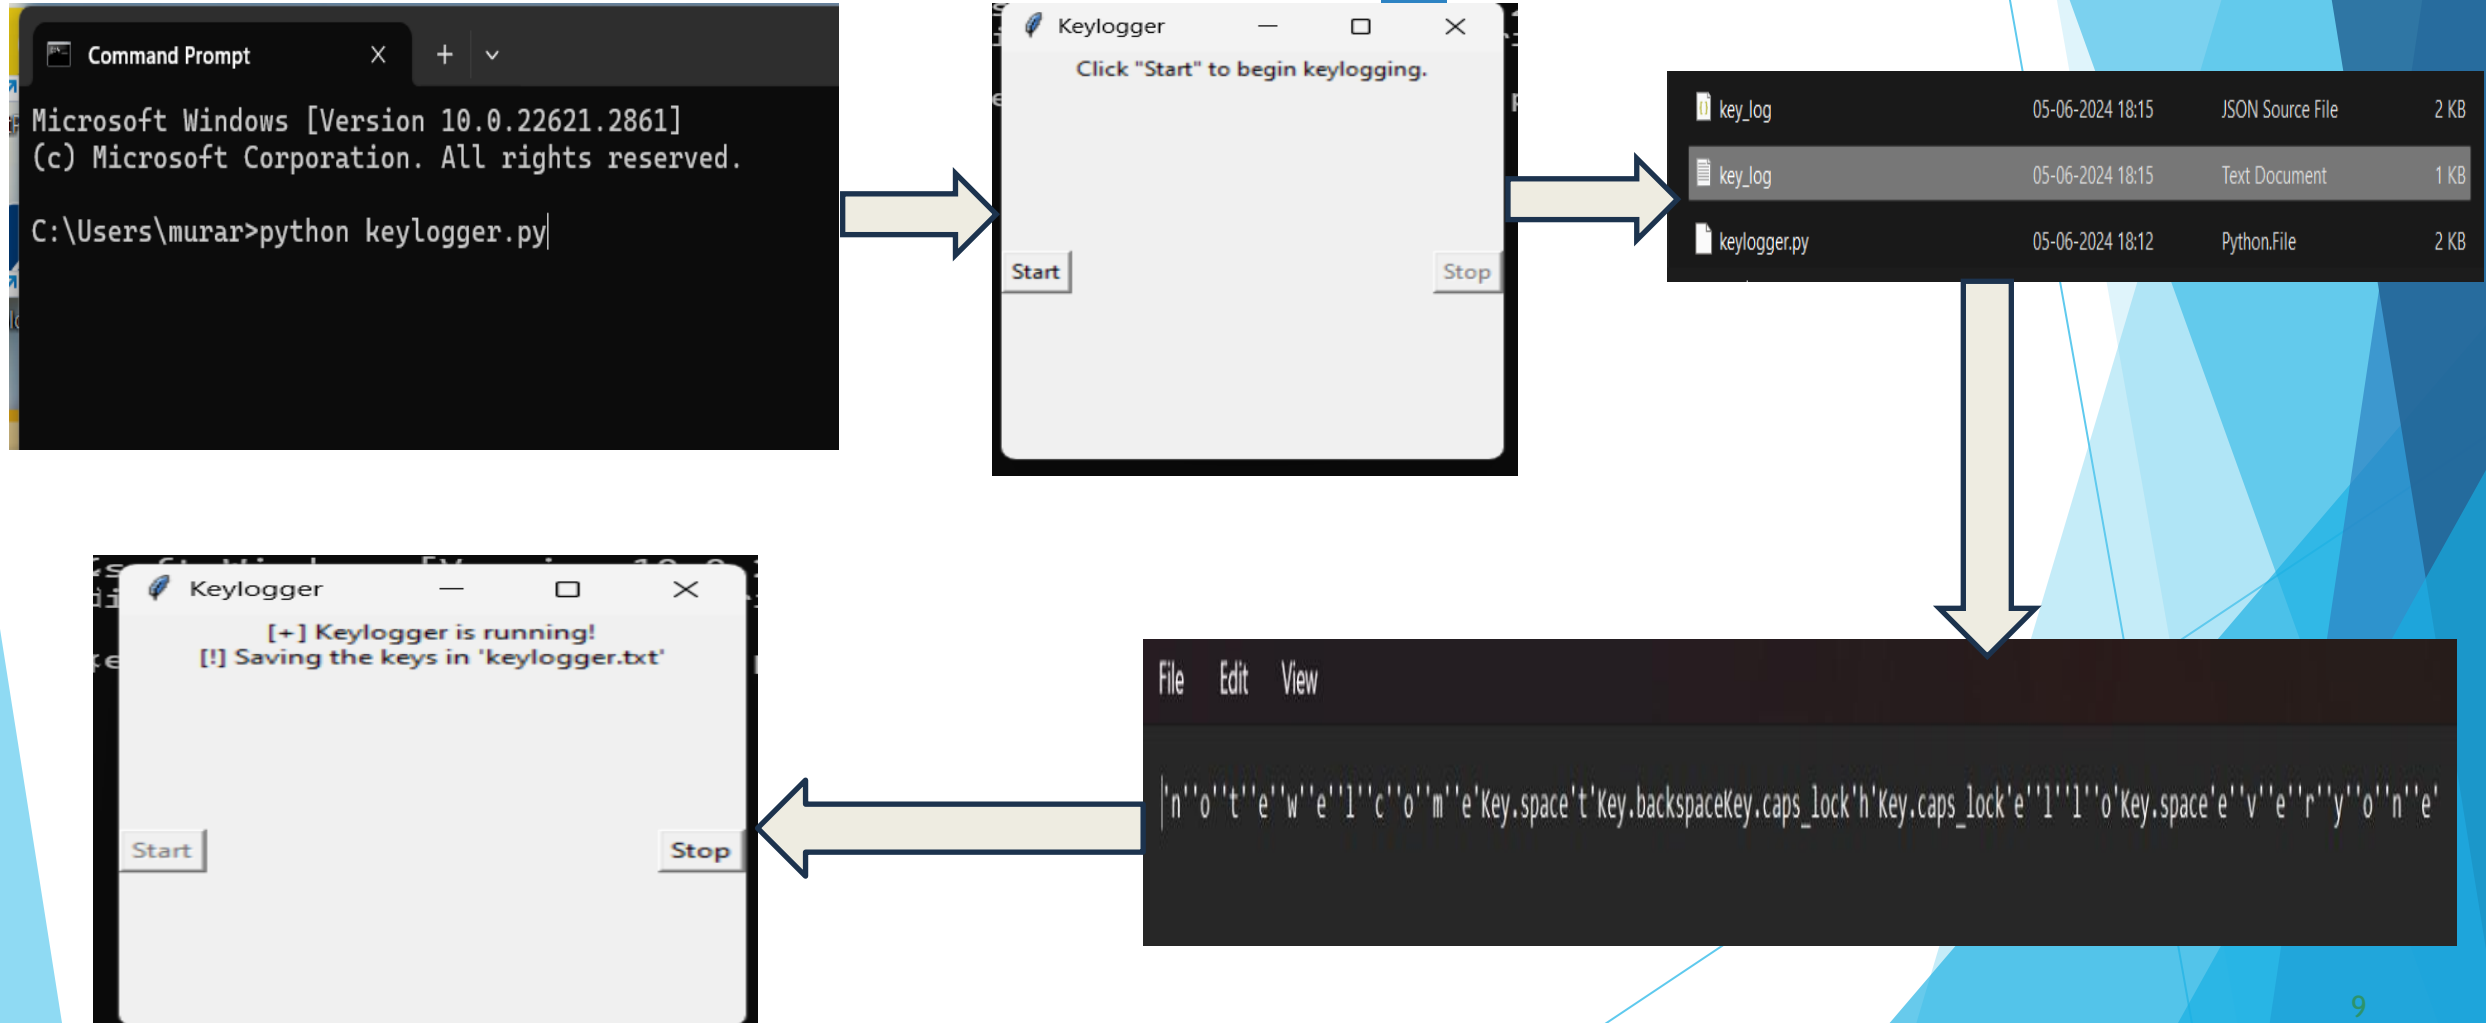 Command Prompt
Microsoft Windows [Version 10.0.22621.2861]
(c) Microsoft Corporation. All rights reserved.
C:\Users\murar>python keylogger.py
Keylogger
Click "Start" to begin keylogging.
Start
Stop
key_log 05-06-2024 18:15 JSON Source File 2 KB
key_log 05-06-2024 18:15 Text Document 1 KB
keylogger.py 05-06-2024 18:12 Python.File 2 KB
File Edit View
'n''o''t''e''w''e''l''c''o''m''e'Key.space't'Key.backspaceKey.caps_lock'h'Key.caps_lock'e''l''l''o'Key.space'e''v''e''r''y''o''n''e'
Keylogger
[+] Keylogger is running!
[!] Saving the keys in 'keylogger.txt'
Start
Stop
9